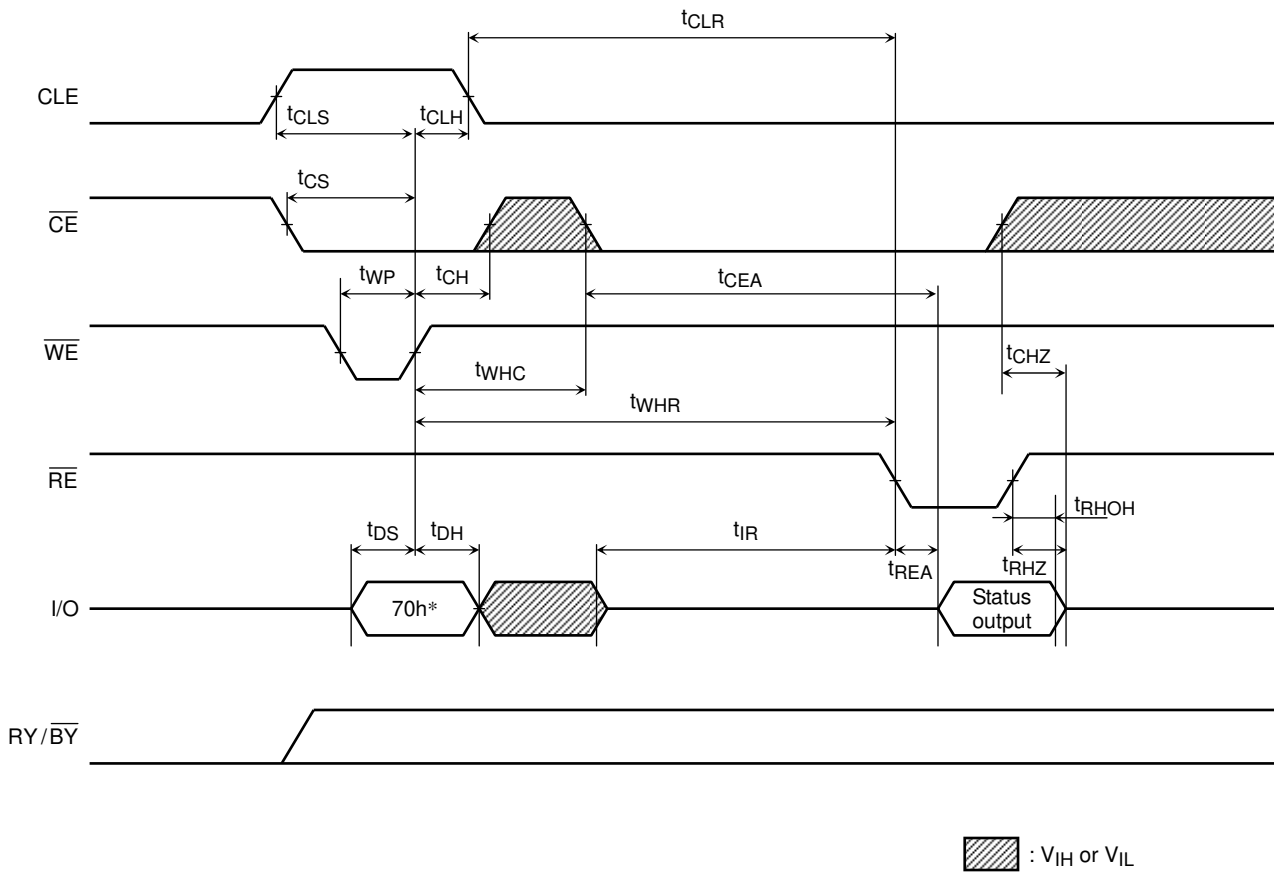 tCLR
CLE
tCLS
tCLH
tCS
CE
tWP
tCH
tCEA
WE
tCHZ
tWHC
tWHR
RE
tRHOH
tDS
tDH
tIR
tREA
tRHZ
I/O
70h*
Status
output
RY/BY
: VIH or VIL